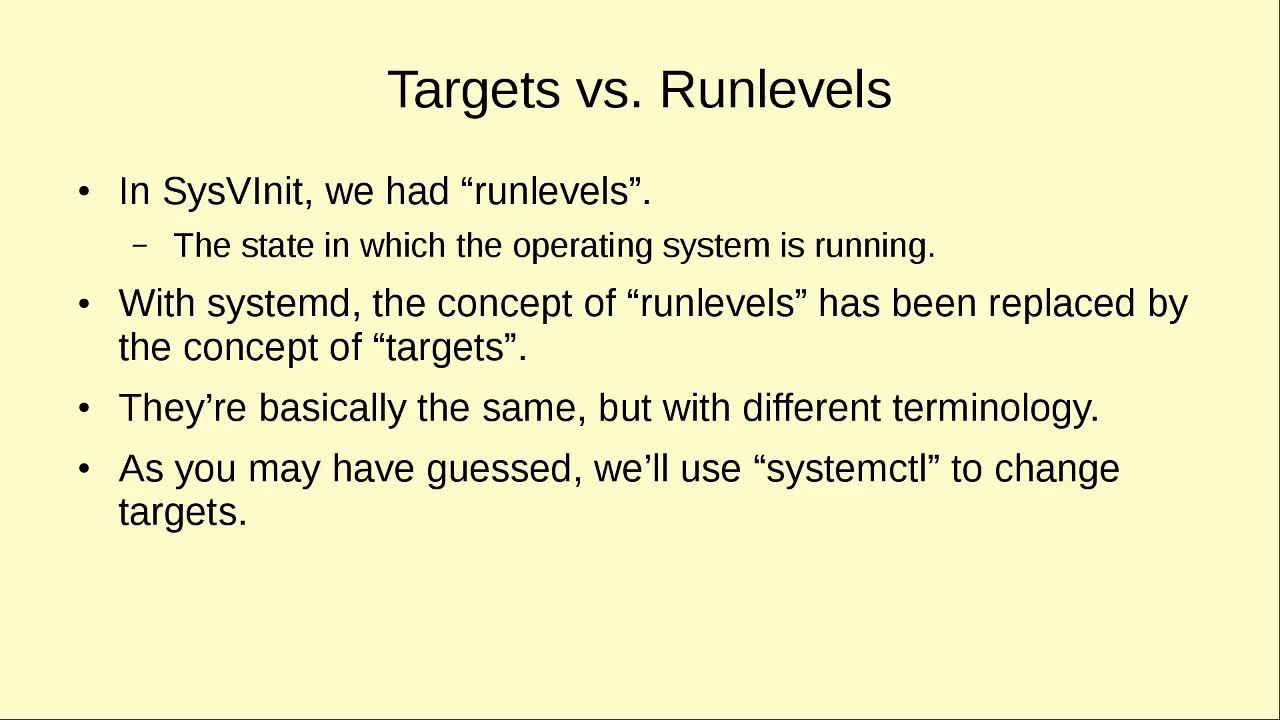 Targets vs. Runlevels
• In SysVInit, we had “runlevels”.
– The state in which the operating system is running.
• With systemd, the concept of “runlevels” has been replaced by
the concept of “targets”.
• They’re basically the same, but with different terminology.
• As you may have guessed, we’ll use “systemctl” to change
targets.